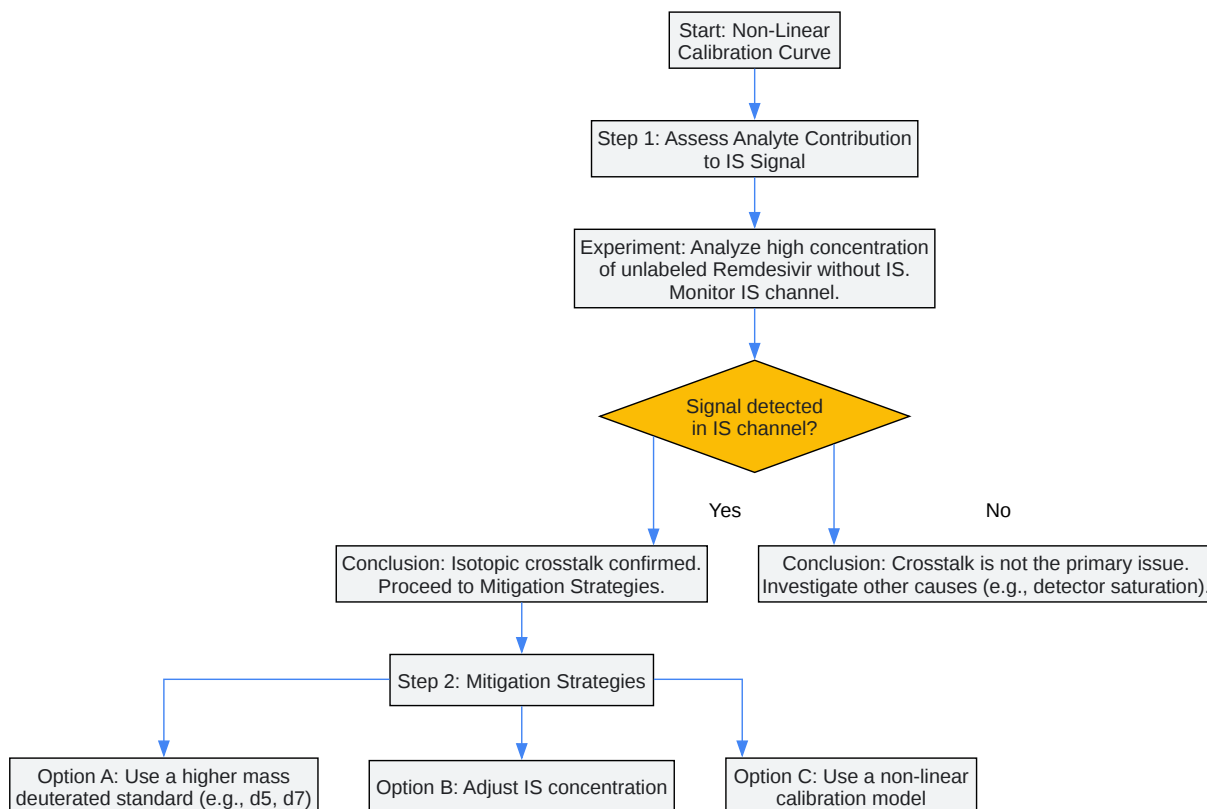 Start: Non-Linear
Calibration Curve
Step 1: Assess Analyte Contribution
to IS Signal
Experiment: Analyze high concentration
of unlabeled Remdesivir without IS.
Monitor IS channel.
Signal detected
in IS channel?
Yes
No
Conclusion: Isotopic crosstalk confirmed.
Proceed to Mitigation Strategies.
Conclusion: Crosstalk is not the primary issue.
Investigate other causes (e.g., detector saturation).
Step 2: Mitigation Strategies
Option A: Use a higher mass
deuterated standard (e.g., d5, d7)
Option B: Adjust IS concentration
Option C: Use a non-linear
calibration model